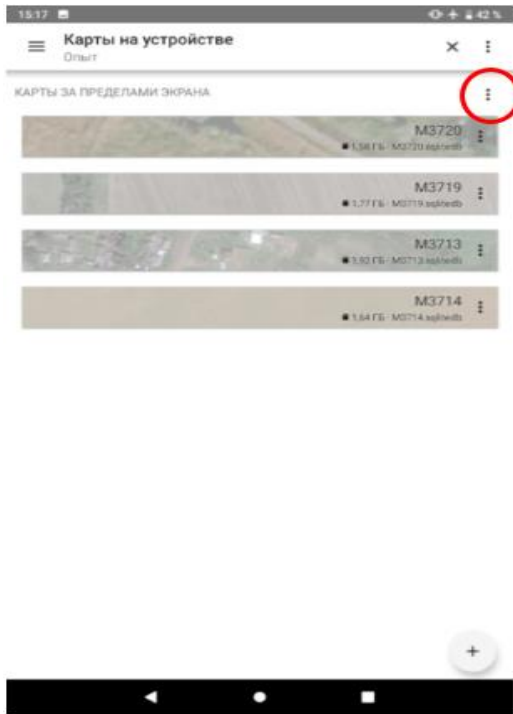 15:17
42 %
Карты на устройстве
Опыт
КАРТЫ ЗА ПРЕДЕЛАМИ ЭКРАНА
M3720
1,58 ГБ - M3720.sqlitedb
M3719
1,77 ГБ - M3719.sqlitedb
M3713
1,92 ГБ - M3713.sqlitedb
M3714
1,64 ГБ - M3714.sqlitedb